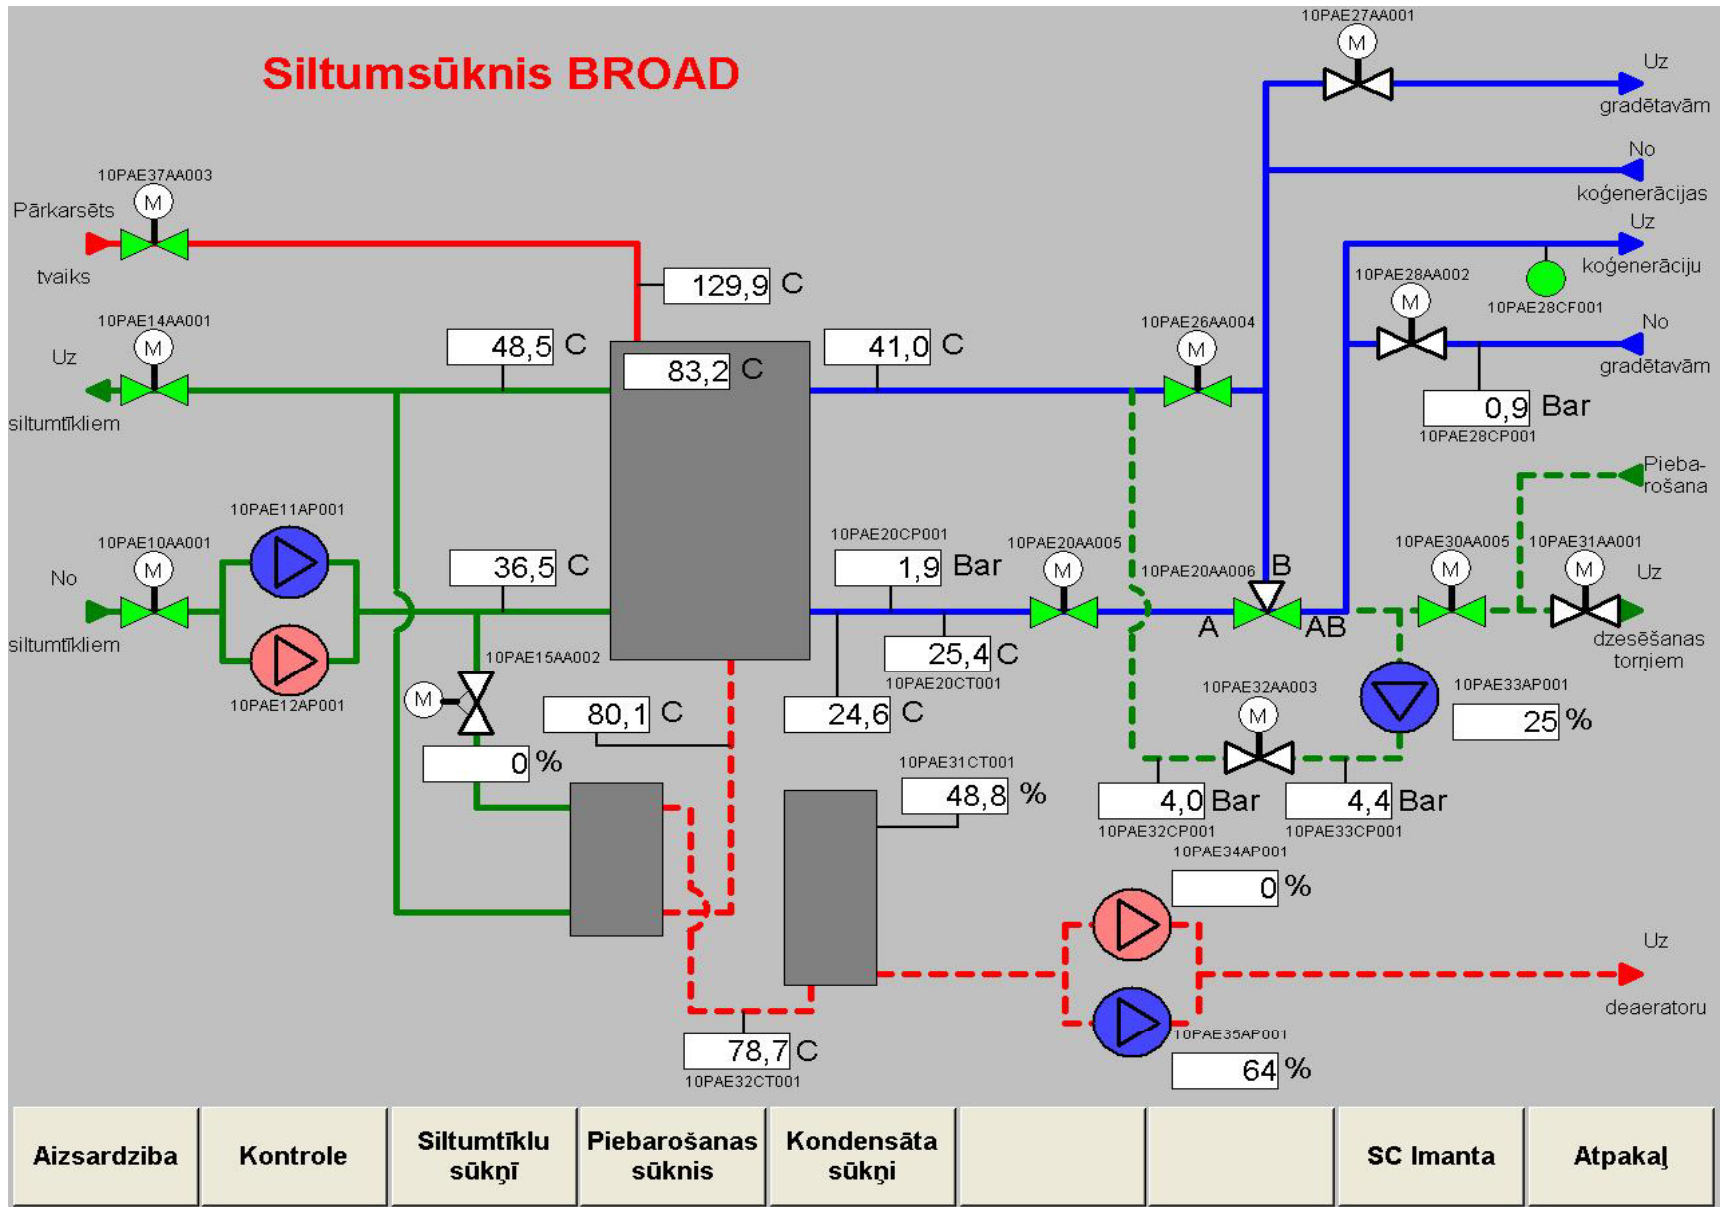 10PAE27AA001
M
Siltumsūknis BROAD
Uz
gradētavām
No
koģenerācijas
10PAE37AA003
M
Pārkarsēts
tvaiks
Uz
koģenerāciju
10PAE28AA002
M
10PAE28CF001
129,9 C
10PAE14AA001
M
Uz
siltumtīkliem
48,5 C
83,2 C
41,0 C
10PAE26AA004
M
No
gradētavām
0,9 Bar
10PAE28CP001
Pieba-
rošana
10PAE11AP001
10PAE10AA001
M
No
siltumtīkliem
36,5 C
10PAE20CP001
1,9 Bar
10PAE20AA005
M
10PAE20AA006
B
A
AB
10PAE30AA005
M
10PAE31AA001
M
Uz
dzesēšanas
torņiem
10PAE12AP001
10PAE15AA002
M
25,4 C
10PAE20CT001
80,1 C
24,6 C
10PAE32AA003
M
10PAE33AP001
25 %
0 %
10PAE31CT001
48,8 %
4,0 Bar
10PAE32CP001
4,4 Bar
10PAE33CP001
10PAE34AP001
0 %
Uz
deaeratoru
10PAE35AP001
64 %
78,7 C
10PAE32CT001
Aizsardziba
Kontrole
Siltumtīklu
sūkņī
Piebarošanas
sūknis
Kondensāta
sūkņi
SC Imanta
Atpakaļ